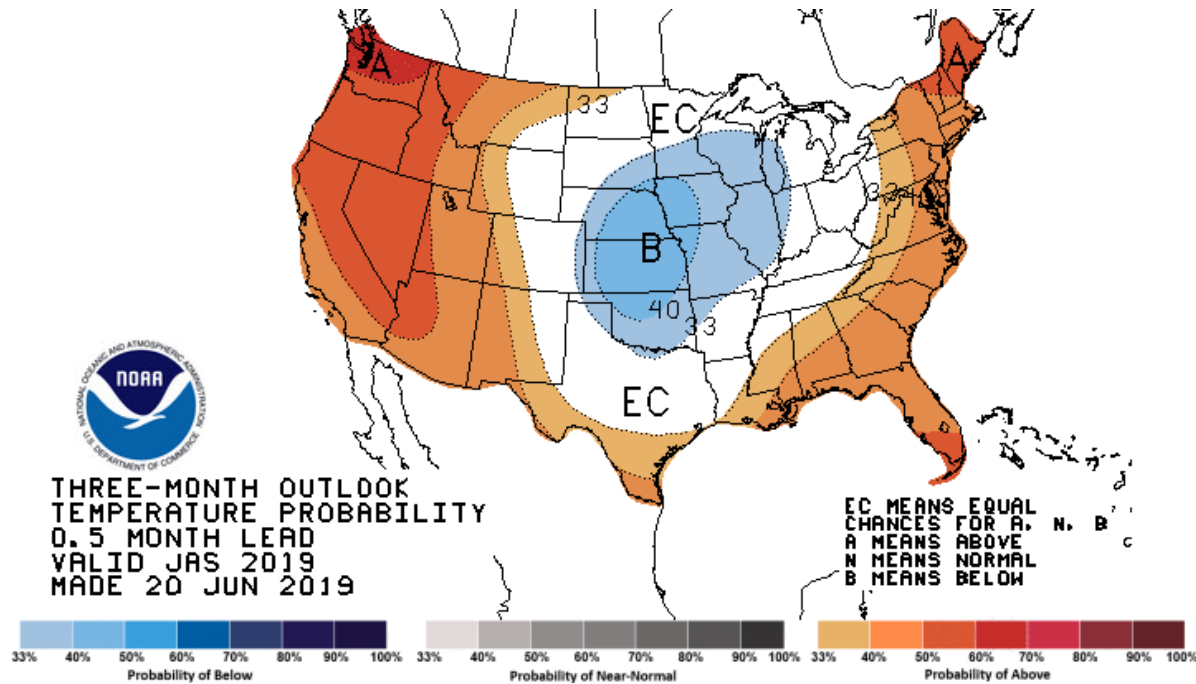 A
A
33
EC
33
40
B
40
33
EC
NATIONAL OCEANIC AND ATMOSPHERIC ADMINISTRATION
NOAA
U.S. DEPARTMENT OF COMMERCE
THREE-MONTH OUTLOOK
TEMPERATURE PROBABILITY
0.5 MONTH LEAD
VALID JAS 2019
MADE 20 JUN 2019
EC MEANS EQUAL
CHANCES FOR A, N, B
A MEANS ABOVE
N MEANS NORMAL
B MEANS BELOW
33% 40% 50% 60% 70% 80% 90% 100%
Probability of Below
33% 40% 50% 60% 70% 80% 90% 100%
Probability of Near-Normal
33% 40% 50% 60% 70% 80% 90% 100%
Probability of Above